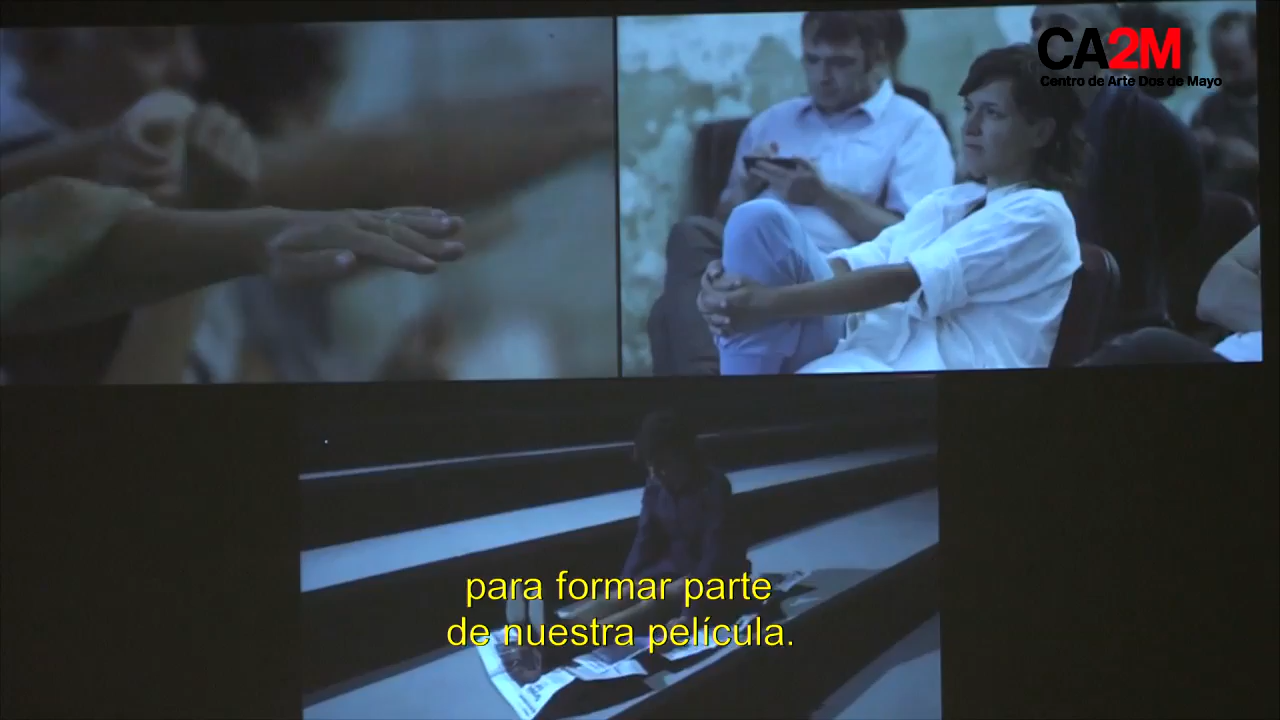 CA2M
Centro de Arte Dos de Mayo
para formar parte
de nuestra película.